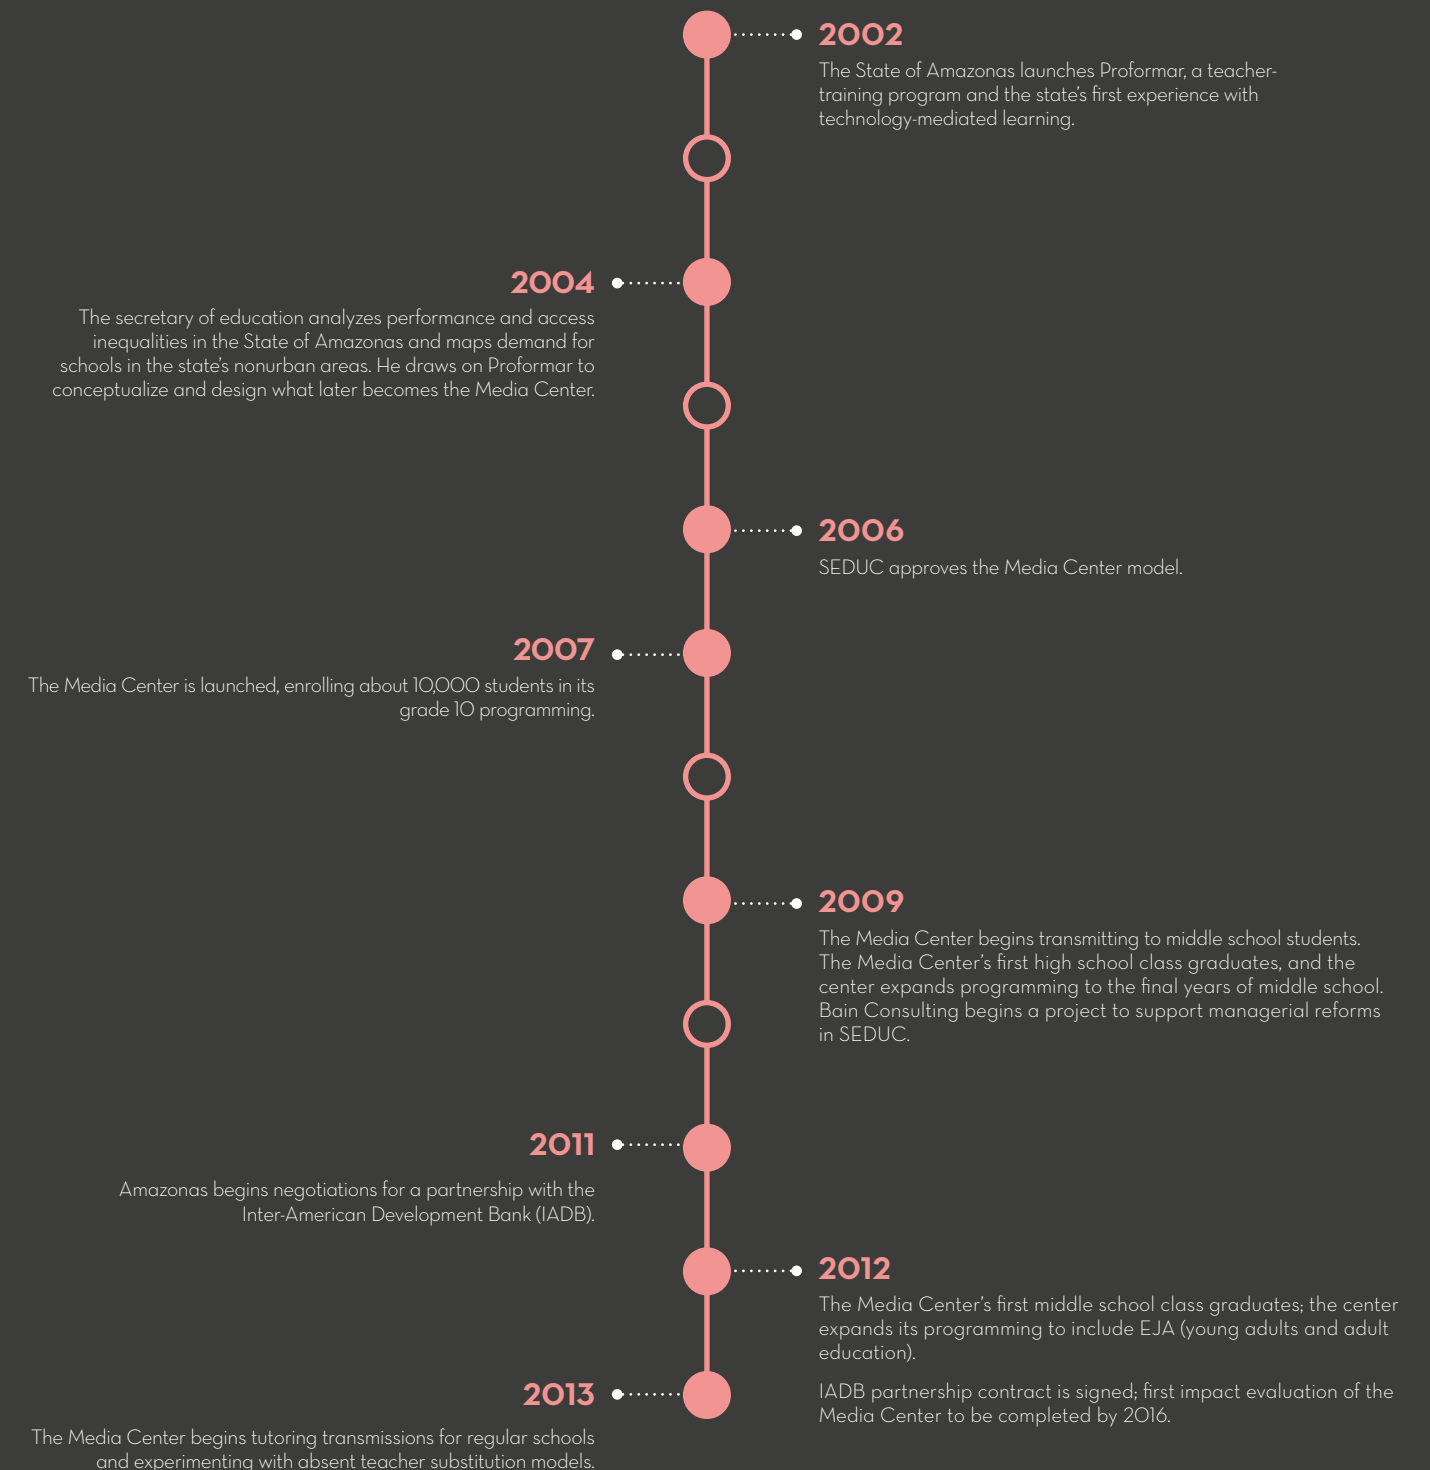 2002
The State of Amazonas launches Proformar, a teacher-
training program and the state's first experience with
technology-mediated learning.
2004
The secretary of education analyzes performance and access
inequalities in the State of Amazonas and maps demand for
schools in the state's nonurban areas. He draws on Proformar to
conceptualize and design what later becomes the Media Center.
2006
SEDUC approves the Media Center model.
2007
The Media Center is launched, enrolling about 10,000 students in its
grade 10 programming.
2009
The Media Center begins transmitting to middle school students.
The Media Center's first high school class graduates, and the
center expands programming to the final years of middle school.
Bain Consulting begins a project to support managerial reforms
in SEDUC.
2011
Amazonas begins negotiations for a partnership with the
Inter-American Development Bank (IADB).
2012
The Media Center's first middle school class graduates; the center
expands its programming to include EJA (young adults and adult
education).
IADB partnership contract is signed; first impact evaluation of the
Media Center to be completed by 2016.
2013
The Media Center begins tutoring transmissions for regular schools
and experimenting with absent teacher substitution models.